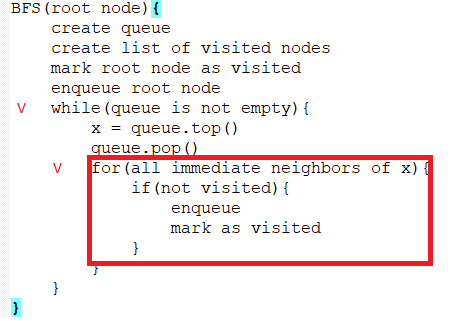 BFS(root node){
    create queue
    create list of visited nodes
    mark root node as visited
    enqueue root node
V   while(queue is not empty){
        x = queue.top()
        queue.pop()
V       for(all immediate neighbors of x){
            if(not visited){
                enqueue
                mark as visited
            }
        }
    }
}